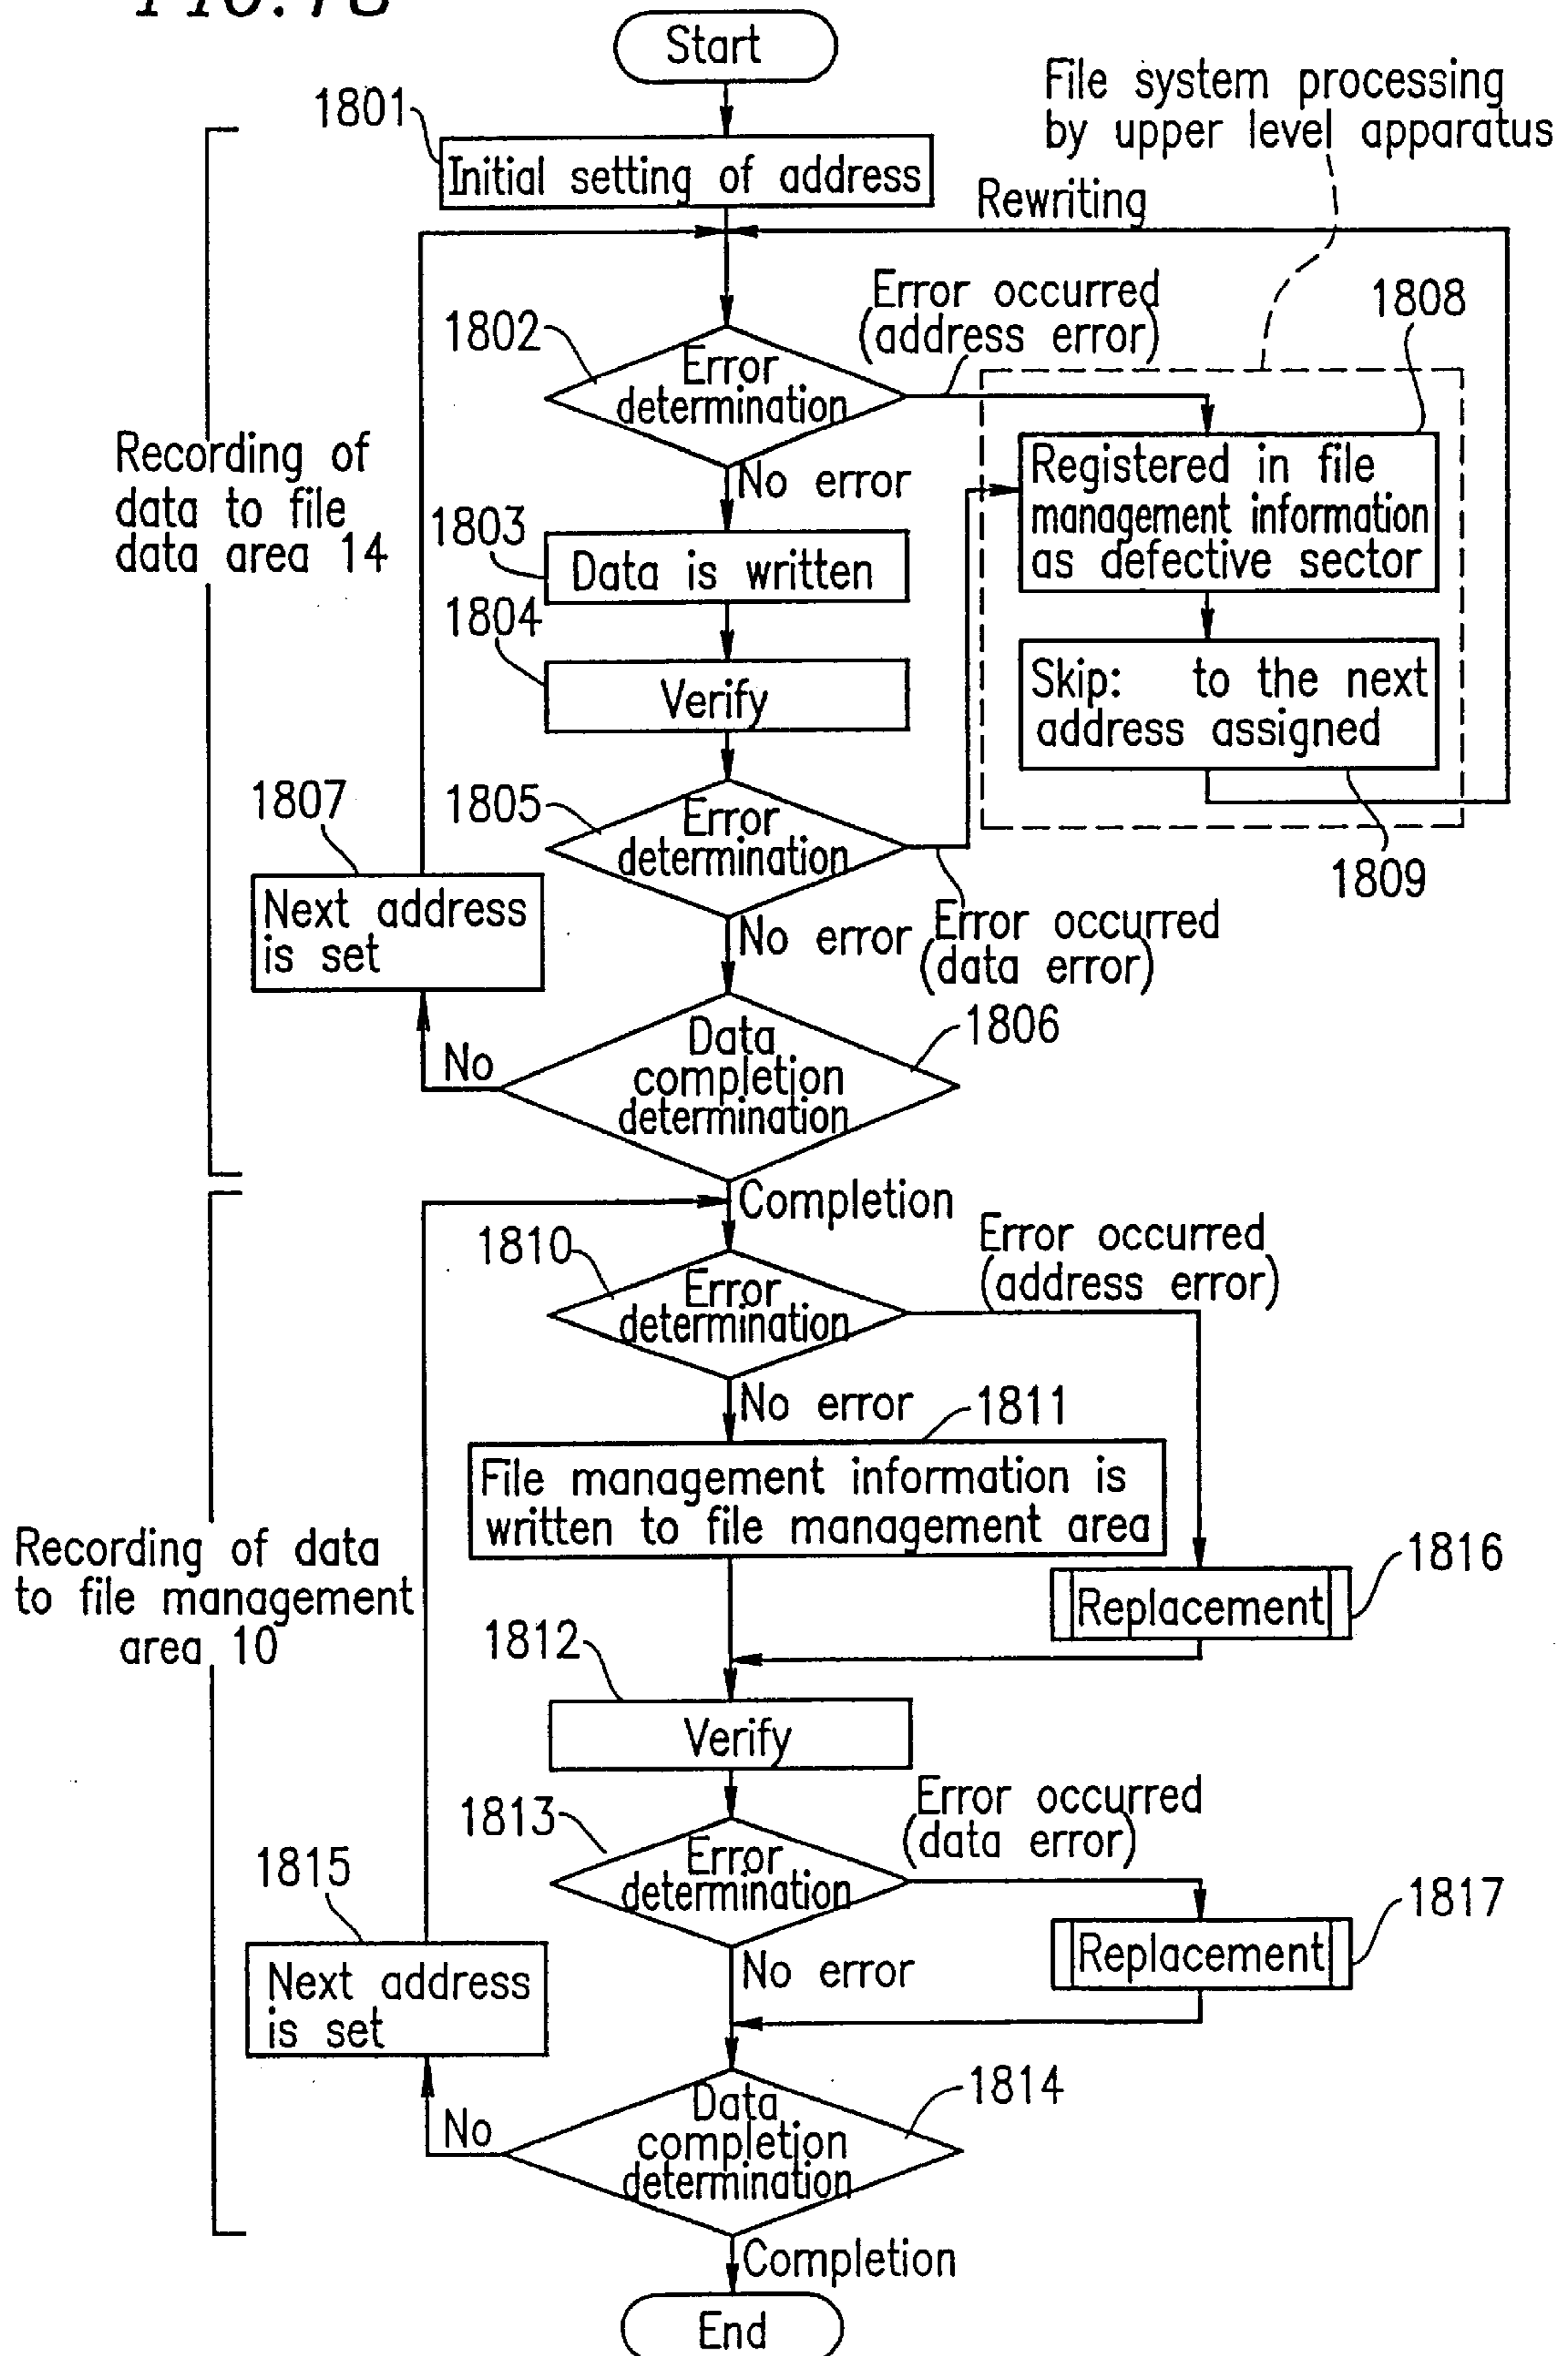 FIG. 18
Start
File system processing
by upper level apparatus
1801
Initial setting of address
Rewriting
Error occurred
(address error)
1808
1802
Error
determination
Recording of
data to file
data area 14
No error
Registered in file
management information
as defective sector
1803
Data is written
1804
Verify
Skip: to the next
address assigned
1807
1805
Error
determination
1809
Next address
is set
No error
Error occurred
(data error)
1806
Data
completion
determination
No
Completion
1810
Error occurred
(address error)
Error
determination
No error
1811
File management information is
written to file management area
Recording of data
to file management
area 10
1816
Replacement
1812
Verify
Error occurred
(data error)
1813
Error
determination
1815
1817
Replacement
Next address
is set
No error
1814
Data
completion
determination
No
Completion
End